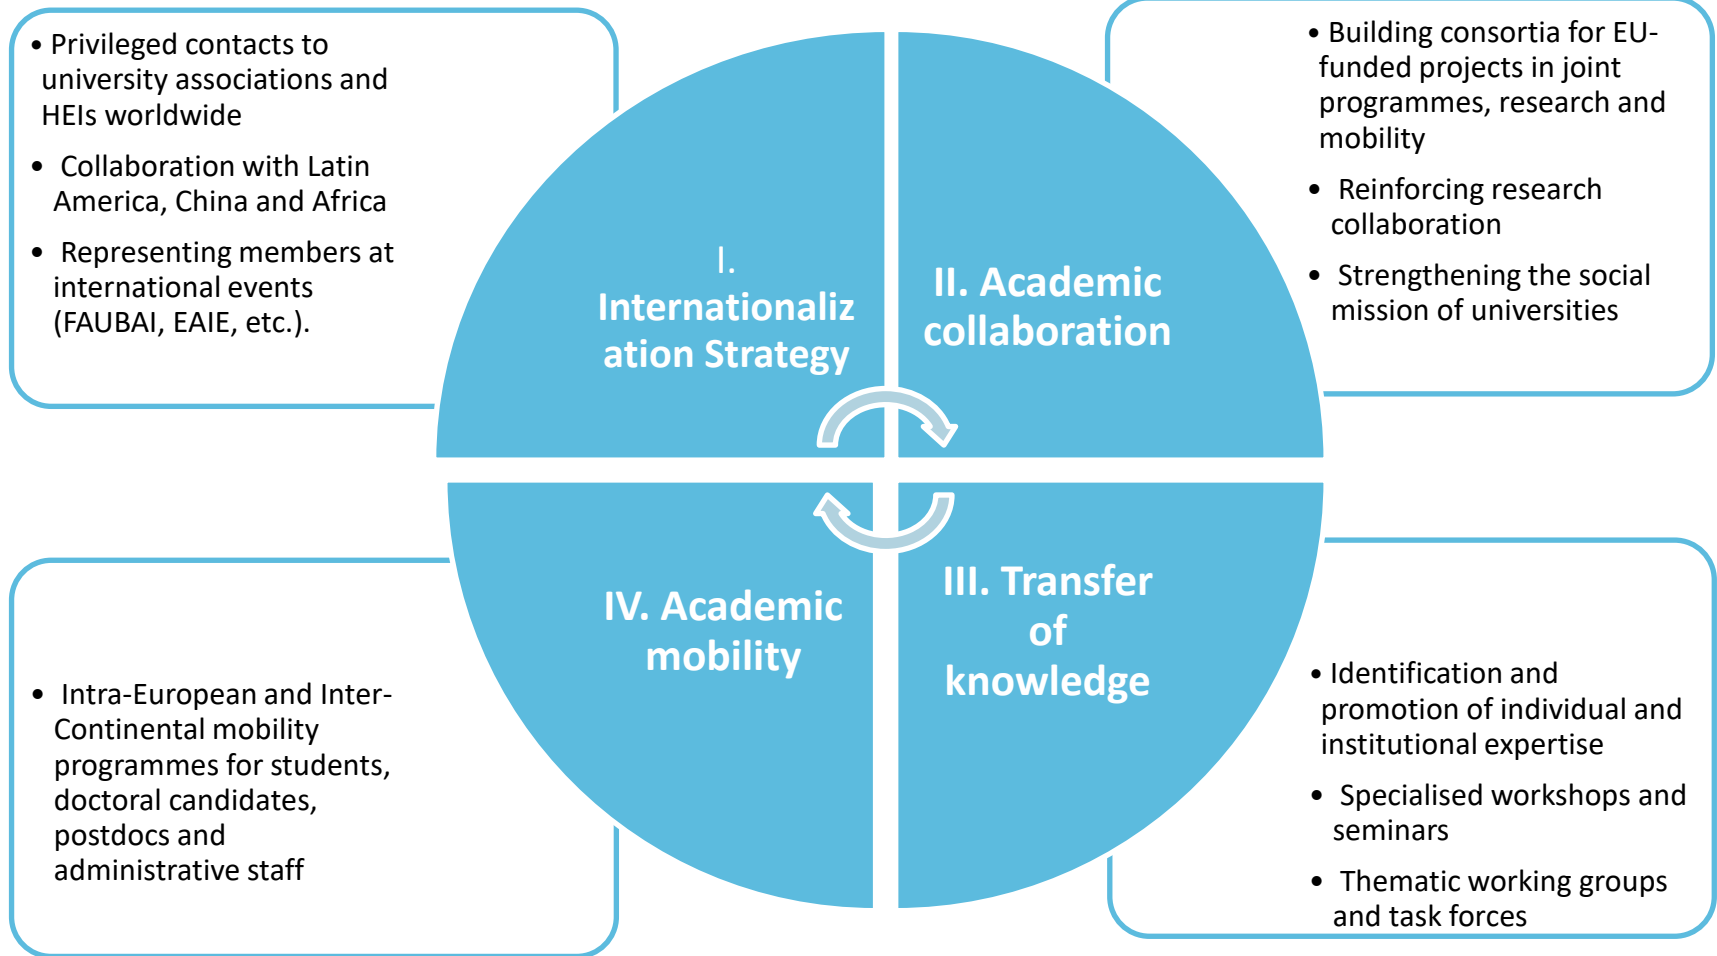 • Privileged contacts to
university associations and
HEIs worldwide
• Collaboration with Latin
America, China and Africa
• Representing members at
international events
(FAUBAI, EAIE, etc.).
I.
Internationaliz
ation Strategy
II. Academic
collaboration
• Building consortia for EU-
funded projects in joint
programmes, research and
mobility
• Reinforcing research
collaboration
• Strengthening the social
mission of universities
• Intra-European and Inter-
Continental mobility
programmes for students,
doctoral candidates,
postdocs and
administrative staff
IV. Academic
mobility
III. Transfer
of
knowledge
• Identification and
promotion of individual and
institutional expertise
• Specialised workshops and
seminars
• Thematic working groups
and task forces